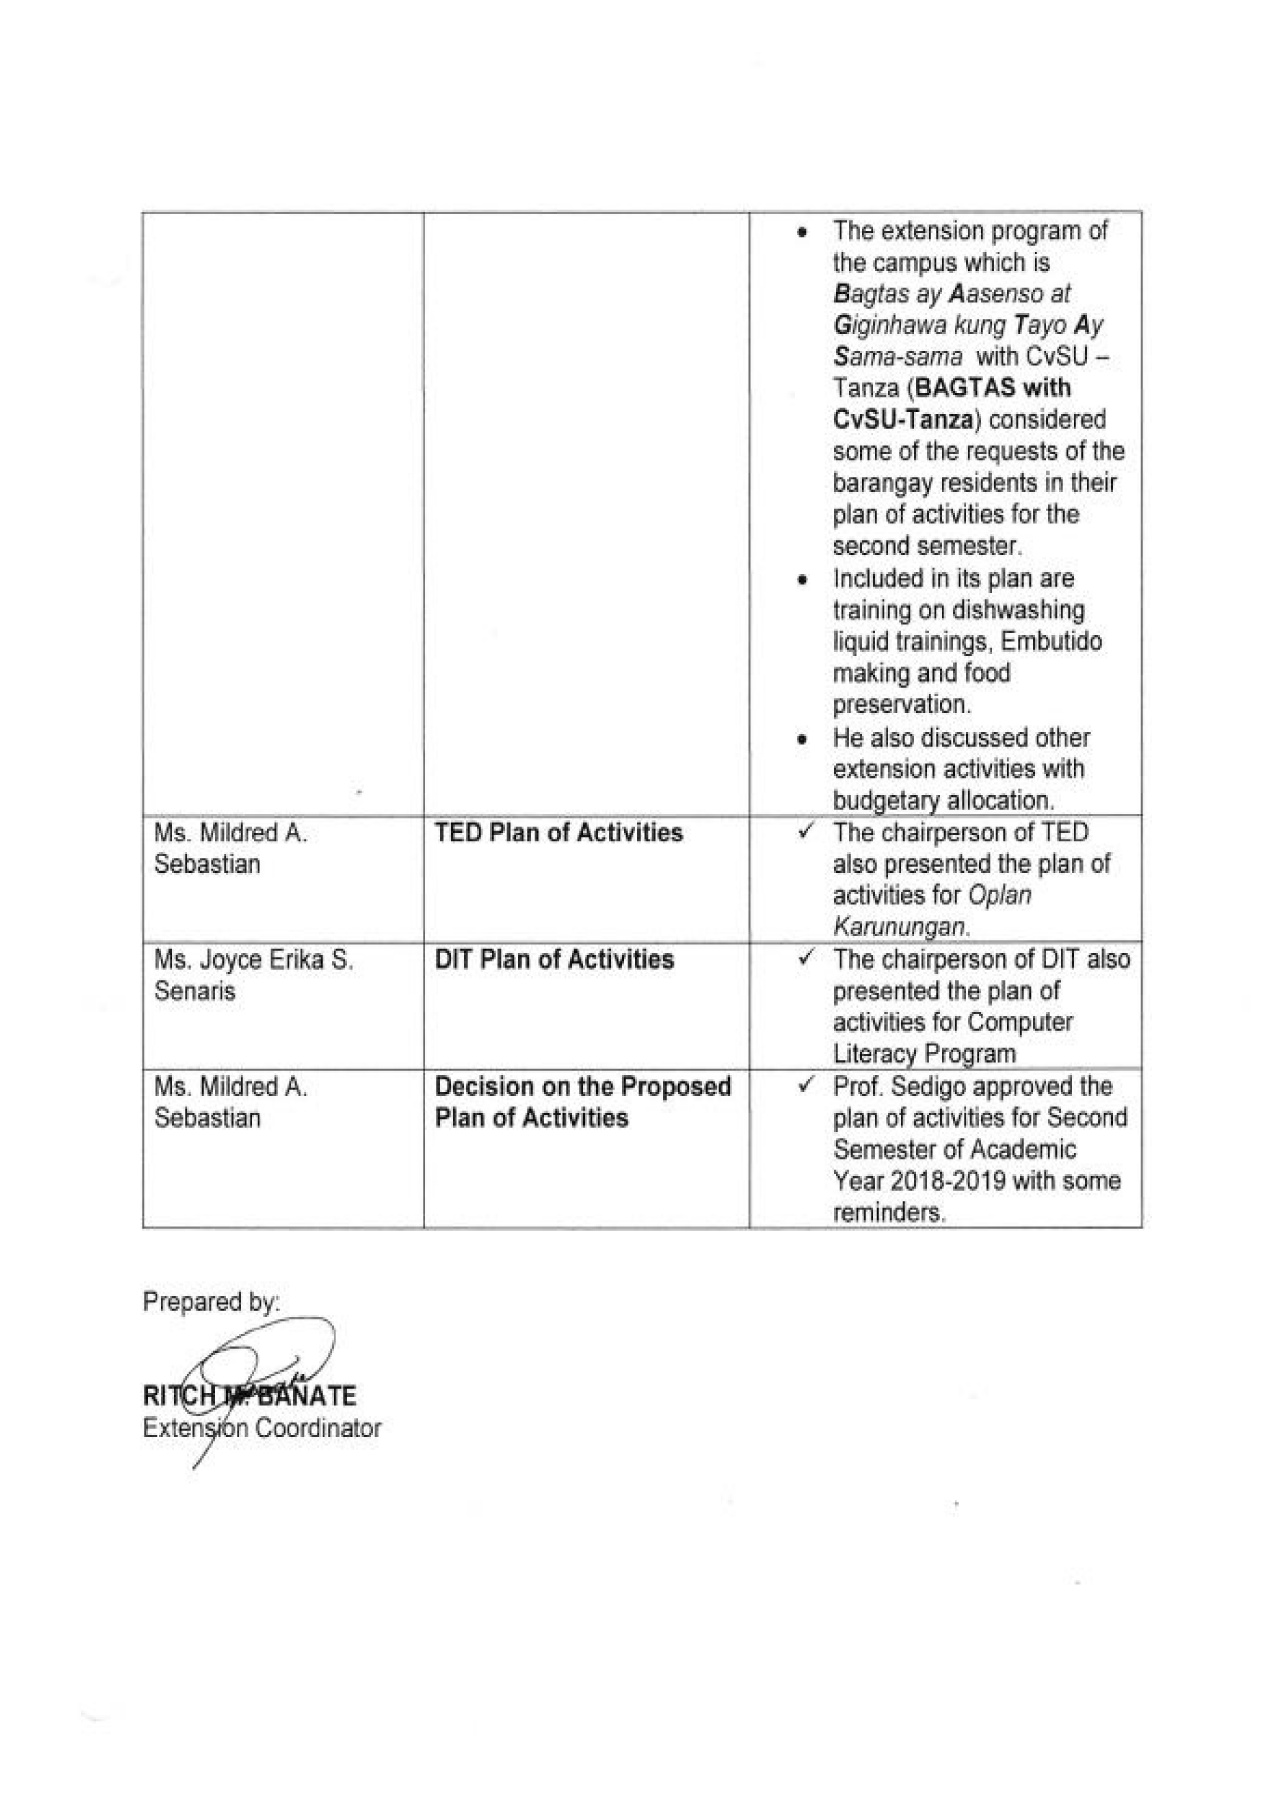 • The extension program of
the campus which is
Bagtas ay Aasenso at
Giginhawa kung Tayo Ay
Sama-sama with CvSU –
Tanza (BAGTAS with
CvSU-Tanza) considered
some of the requests of the
barangay residents in their
plan of activities for the
second semester.
• Included in its plan are
training on dishwashing
liquid trainings, Embutido
making and food
preservation.
• He also discussed other
extension activities with
budgetary allocation.
Ms. Mildred A.
Sebastian
TED Plan of Activities
✓ The chairperson of TED
also presented the plan of
activities for Oplan
Karunungan.
Ms. Joyce Erika S.
Senaris
DIT Plan of Activities
✓ The chairperson of DIT also
presented the plan of
activities for Computer
Literacy Program
Ms. Mildred A.
Sebastian
Decision on the Proposed
Plan of Activities
✓ Prof. Sedigo approved the
plan of activities for Second
Semester of Academic
Year 2018-2019 with some
reminders.
Prepared by:
RITCH M. BANATE
Extension Coordinator